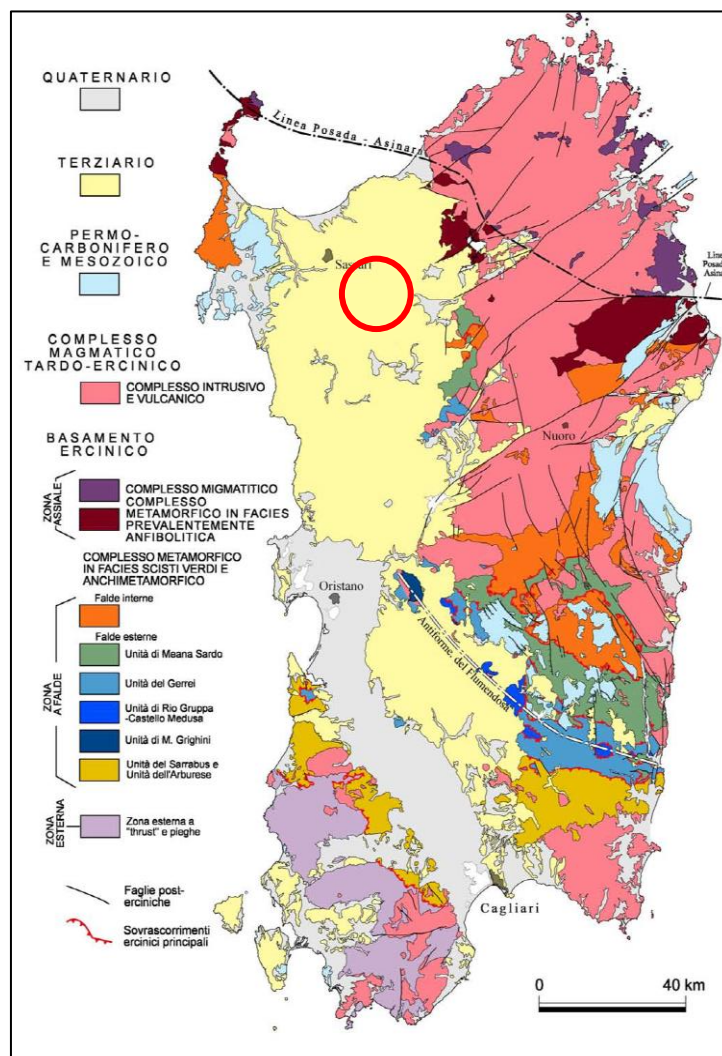 QUATERNARIO
TERZIARIO
PERMO-
CARBONIFERO
E MESOZOICO
COMPLESSO
MAGMATICO
TARDO-ERCINICO
COMPLESSO INTRUSIVO
E VULCANICO
BASAMENTO
ERCINICO
ZONA
ASSIALE
COMPLESSO MIGMATITICO
COMPLESSO
METAMORFICO IN FACIES
PREVALENTEMENTE
ANFIBOLITICA
COMPLESSO METAMORFICO
IN FACIES SCISTI VERDI E
ANCHIMETAMORFICO
ZONA
A FALDE
Falde interne
Falde esterne
Unità di Meana Sardo
Unità del Gerrei
Unità di Rio Gruppa
-Castello Medusa
Unità di M. Grighini
Unità del Sarrabus e
Unità dell'Arburese
ZONA
ESTERNA
Zona esterna a
"thrust" e pieghe
Faglie post-
erciniche
Sovrascorrimenti
ercinici principali
Linea Posada - Asinara
Sassari
Linea
Posada
Asinara
Nuoro
Oristano
Antiforme del Flumendosa
Cagliari
0 40 km